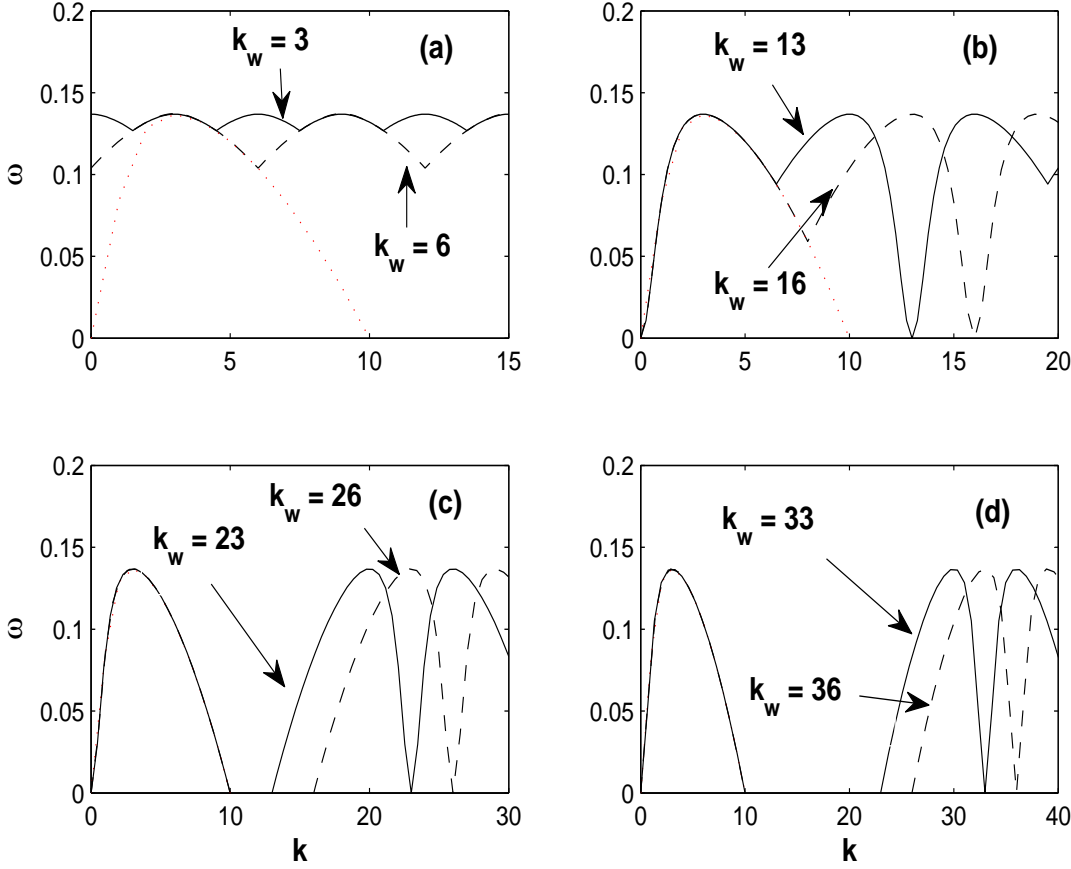 0.2
0.15
0.1
0.05
0
ω
k_w = 3
(a)
k_w = 6
0 5 10 15
0.2
0.15
0.1
0.05
0
k_w = 13
(b)
k_w = 16
0 5 10 15 20
0.2
0.15
0.1
0.05
0
ω
k_w = 26
(c)
k_w = 23
0 10 20 30
k
0.2
0.15
0.1
0.05
0
k_w = 33
(d)
k_w = 36
0 10 20 30 40
k